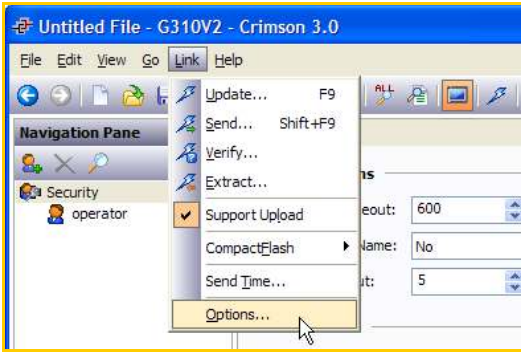 Untitled File - G310V2 - Crimson 3.0
File Edit View Go Link Help
ALL
Navigation Pane
Update... F9
Send... Shift+F9
Verify...
Extract...
Support Upload
CompactFlash
Send Time...
Options...
Security
operator
ns
eout: 600
Name: No
ut: 5